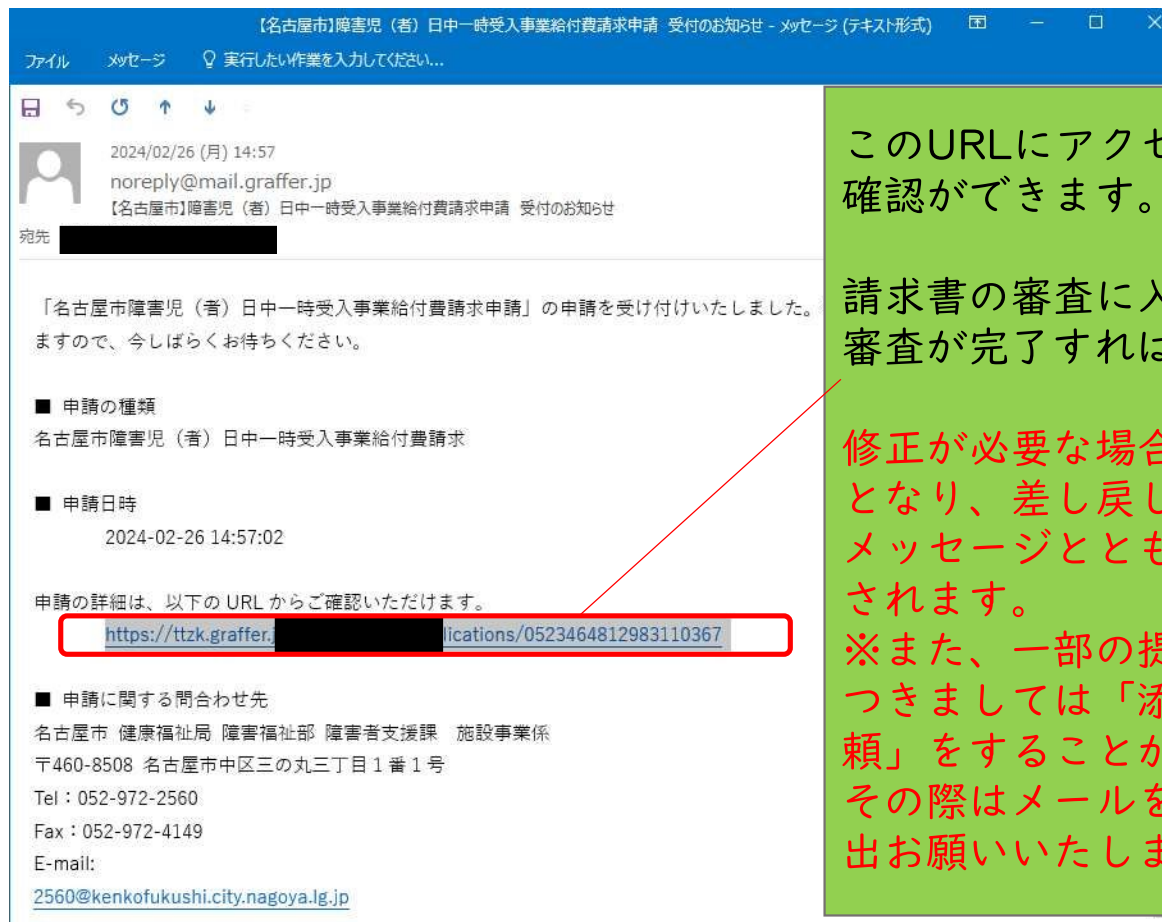 【名古屋市】障害児（者）日中一時受入事業給付費請求申請 受付のお知らせ - メッセージ (テキスト形式)
ファイル メッセージ 実行したい作業を入力してください...
2024/02/26 (月) 14:57
noreply@mail.graffer.jp
【名古屋市】障害児（者）日中一時受入事業給付費請求申請 受付のお知らせ
宛先
「名古屋市障害児（者）日中一時受入事業給付費請求申請」の申請を受け付けいたしました。
ますので、今しばらくお待ちください。
■ 申請の種類
名古屋市障害児（者）日中一時受入事業給付費請求
■ 申請日時
2024-02-26 14:57:02
申請の詳細は、以下の URL からご確認いただけます。
https://ttzk.graffer.j lications/0523464812983110367
■ 申請に関する問合わせ先
名古屋市 健康福祉局 障害福祉部 障害者支援課 施設事業係
〒460-8508 名古屋市中区三の丸三丁目１番１号
Tel：052-972-2560
Fax：052-972-4149
E-mail:
2560@kenkofukushi.city.nagoya.lg.jp
このURLにアクセ
確認ができます。
請求書の審査に入
審査が完了すれば
修正が必要な場合
となり、差し戻し
メッセージととも
されます。
※また、一部の提
つきましては「添
頼」をすることが
その際はメールを
出お願いいたしま